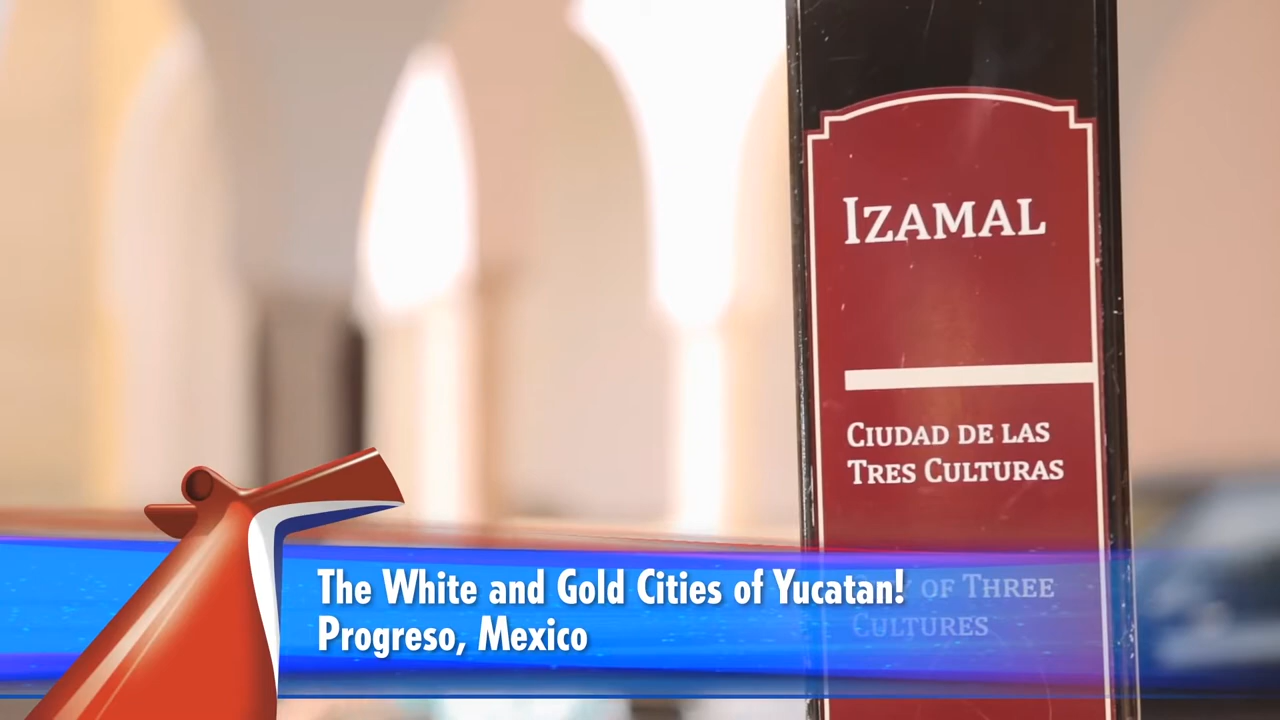 IZAMAL
CIUDAD DE LAS
TRES CULTURAS
OF THREE
CULTURES
The White and Gold Cities of Yucatan!
Progreso, Mexico